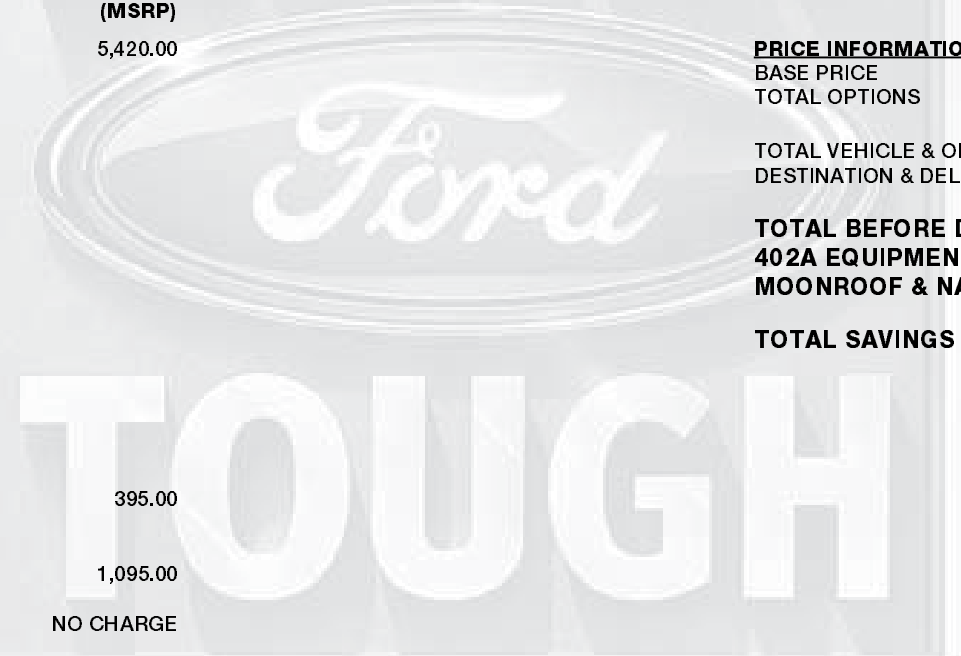 (MSRP)
5,420.00
395.00
1,095.00
NO CHARGE
Ford
TOUGH
PRICE INFORMATIO
BASE PRICE
TOTAL OPTIONS
TOTAL VEHICLE & O
DESTINATION & DEL
TOTAL BEFORE D
402A EQUIPMEN
MOONROOF & NA
TOTAL SAVINGS